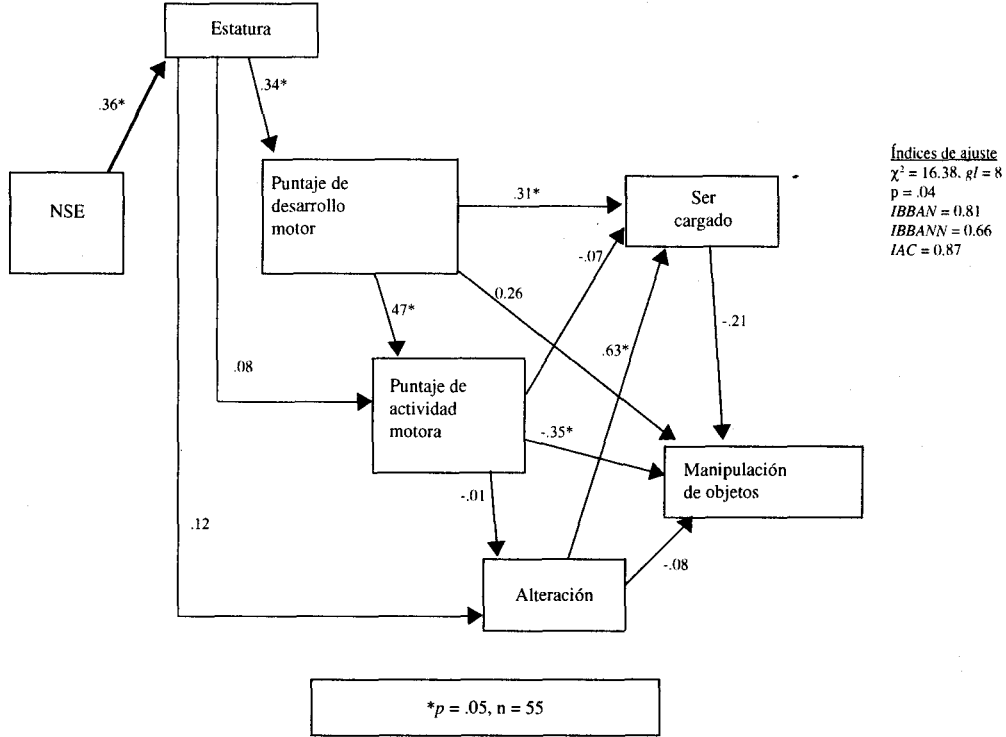 Estatura
.36*
.34*
NSE
Puntaje de
desarrollo
motor
.31*
Ser
cargado
Índices de ajuste
χ² = 16.38. gl = 8
p = .04
IBBAN = 0.81
IBBANN = 0.66
IAC = 0.87
-.07
0.26
47*
-.21
.63*
.08
Puntaje de
actividad
motora
-.35*
Manipulación
de objetos
-.01
.12
-.08
Alteración
*p = .05, n = 55